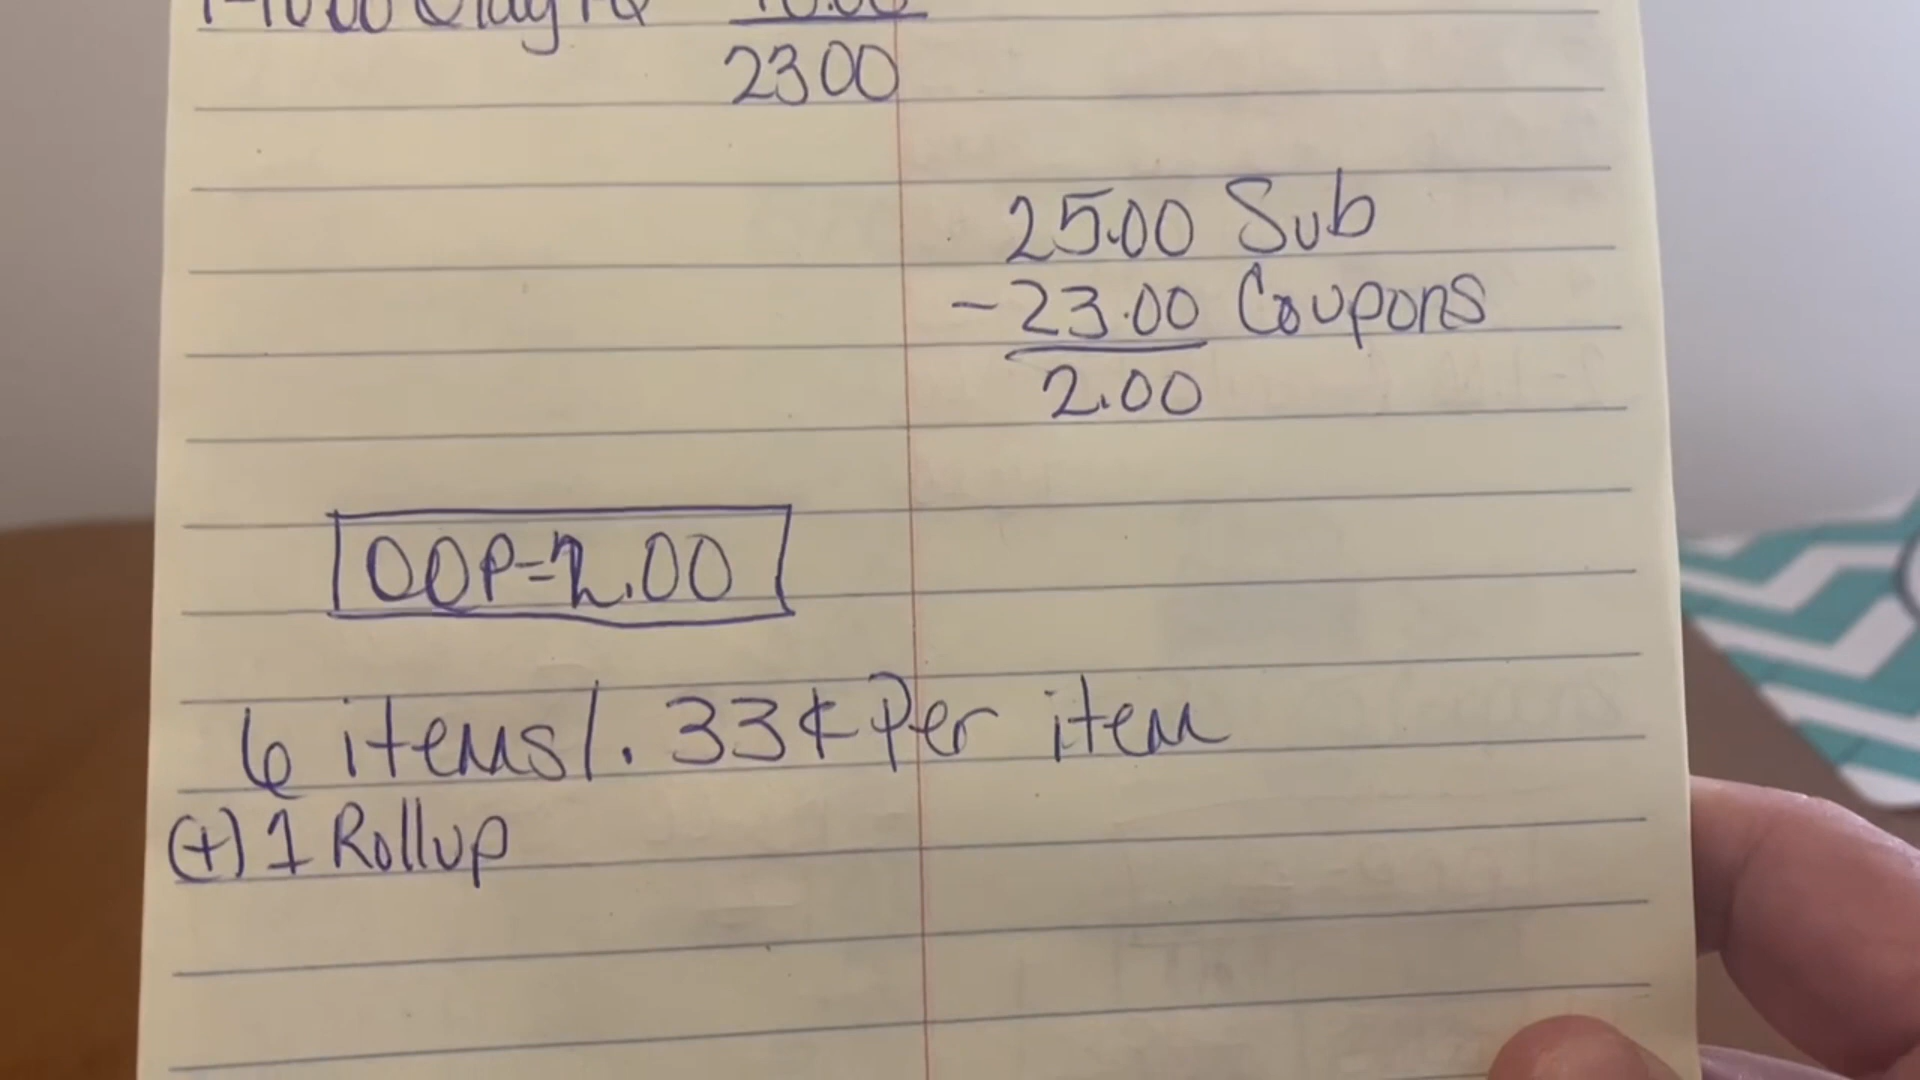 2300
25.00 Sub
-23.00 Coupons
2.00
OOP=2.00
6 items/.33¢ Per item
(+) 1 Rollup